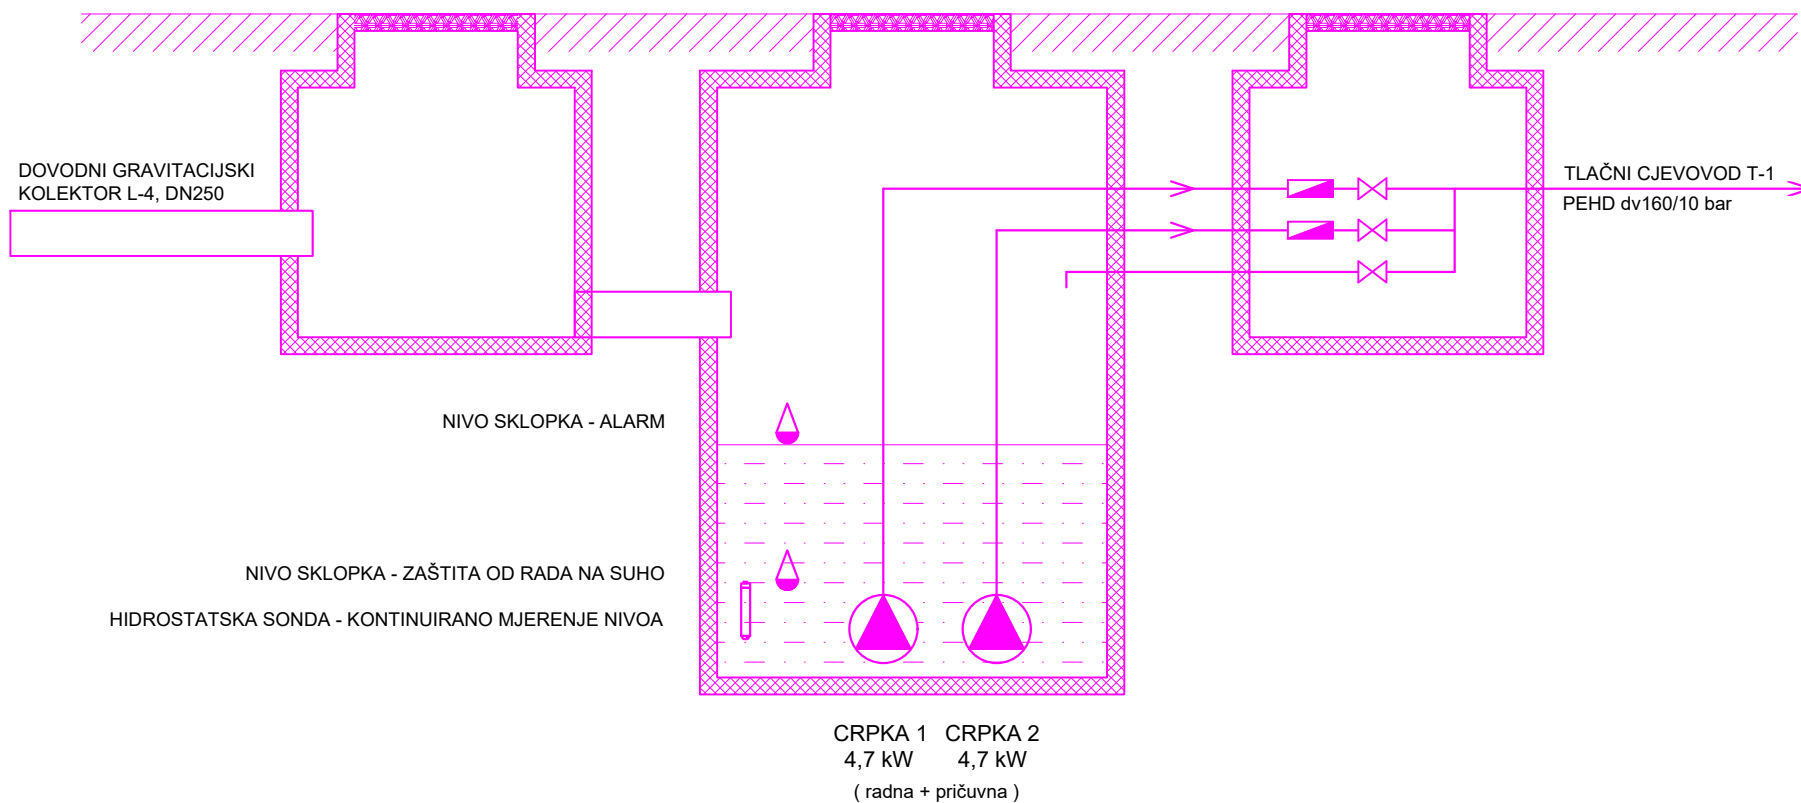 DOVODNI GRAVITACIJSKI
KOLEKTOR L-4, DN250
TLAČNI CJEVOVOD T-1
PEHD dv160/10 bar
NIVO SKLOPKA - ALARM
NIVO SKLOPKA - ZAŠTITA OD RADA NA SUHO
HIDROSTATSKA SONDA - KONTINUIRANO MJERENJE NIVOA
CRPKA 1 CRPKA 2
4,7 kW 4,7 kW
( radna + pričuvna )